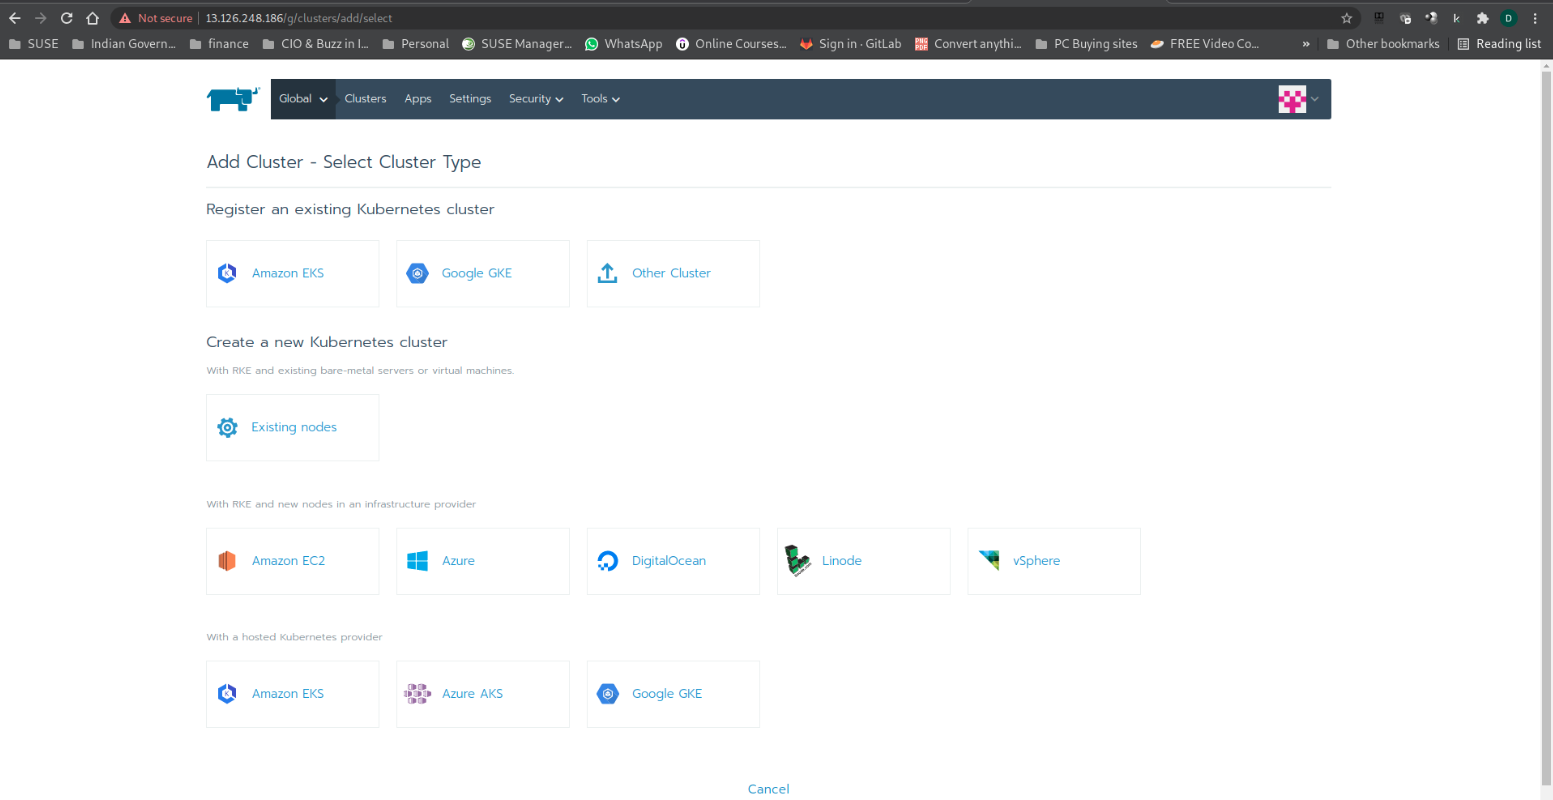 Not secure | 13.126.248.186/g/clusters/add/select
SUSE Indian Govern... finance CIO & Buzz in I... Personal SUSE Manager... WhatsApp Online Courses... Sign in · GitLab Convert anythi... PC Buying sites FREE Video Co... » Other bookmarks Reading list
Global Clusters Apps Settings Security Tools
Add Cluster - Select Cluster Type
Register an existing Kubernetes cluster
Amazon EKS Google GKE Other Cluster
Create a new Kubernetes cluster
With RKE and existing bare-metal servers or virtual machines.
Existing nodes
With RKE and new nodes in an infrastructure provider
Amazon EC2 Azure DigitalOcean Linode vSphere
With a hosted Kubernetes provider
Amazon EKS Azure AKS Google GKE
Cancel